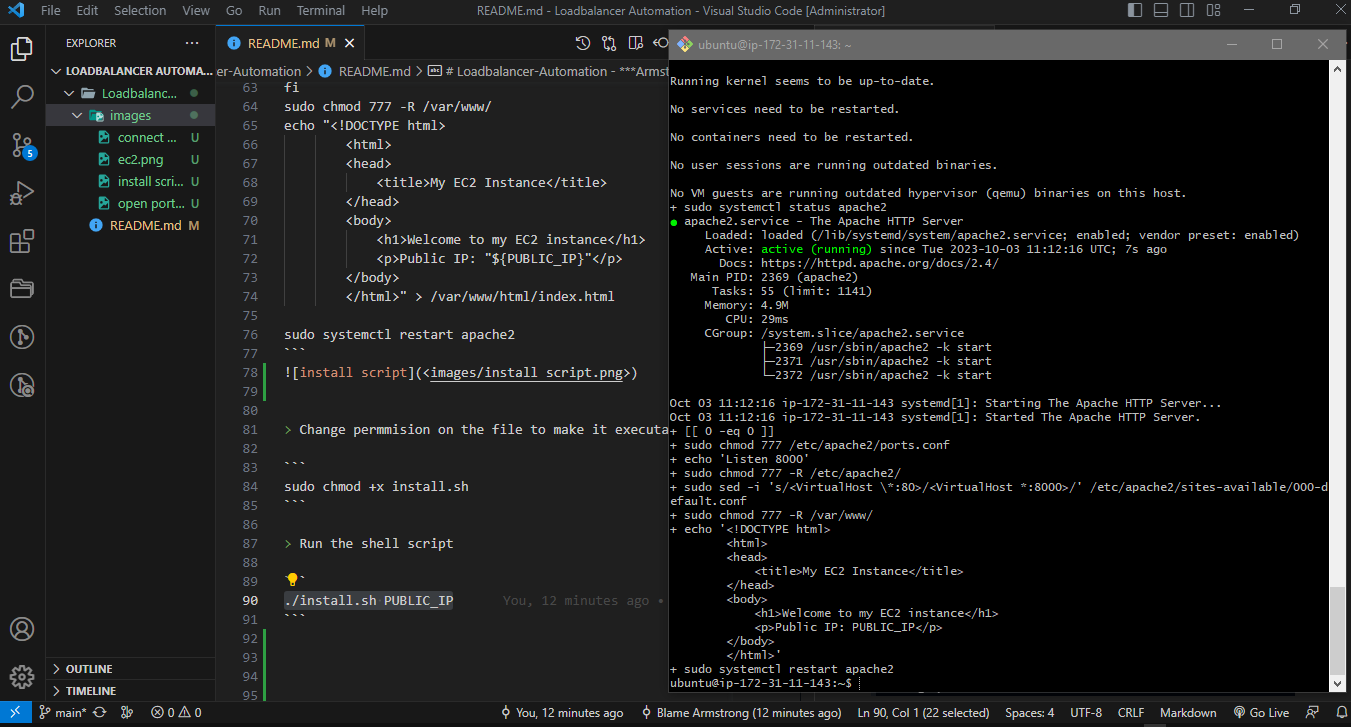 File Edit Selection View Go Run Terminal Help
README.md - Loadbalancer Automation - Visual Studio Code [Administrator]
EXPLORER
LOADBALANCER AUTOMA...
Loadbalanc...
images
connect ... U
ec2.png U
install scri... U
open port... U
README.md M
5
OUTLINE
TIMELINE
README.md M
er-Automation > README.md > # Loadbalancer-Automation - ***Armst
63 fi
64 sudo chmod 777 -R /var/www/
65 echo "<!DOCTYPE html>
66 <html>
67 <head>
68 <title>My EC2 Instance</title>
69 </head>
70 <body>
71 <h1>Welcome to my EC2 instance</h1>
72 <p>Public IP: "${PUBLIC_IP}"</p>
73 </body>
74 </html>" > /var/www/html/index.html
75
76 sudo systemctl restart apache2
77 ```
78 ![install script](<images/install script.png>)
79
80
81 > Change permmision on the file to make it executa
82
83 ```
84 sudo chmod +x install.sh
85 ```
86
87 > Run the shell script
88
89 ```
90 ./install.sh PUBLIC_IP You, 12 minutes ago •
91 ```
92
93
94
95
ubuntu@ip-172-31-11-143: ~
Running kernel seems to be up-to-date.
No services need to be restarted.
No containers need to be restarted.
No user sessions are running outdated binaries.
No VM guests are running outdated hypervisor (qemu) binaries on this host.
+ sudo systemctl status apache2
● apache2.service - The Apache HTTP Server
Loaded: loaded (/lib/systemd/system/apache2.service; enabled; vendor preset: enabled)
Active: active (running) since Tue 2023-10-03 11:12:16 UTC; 7s ago
Docs: https://httpd.apache.org/docs/2.4/
Main PID: 2369 (apache2)
Tasks: 55 (limit: 1141)
Memory: 4.9M
CPU: 29ms
CGroup: /system.slice/apache2.service
├─2369 /usr/sbin/apache2 -k start
├─2371 /usr/sbin/apache2 -k start
└─2372 /usr/sbin/apache2 -k start
Oct 03 11:12:16 ip-172-31-11-143 systemd[1]: Starting The Apache HTTP Server...
Oct 03 11:12:16 ip-172-31-11-143 systemd[1]: Started The Apache HTTP Server.
+ [[ 0 -eq 0 ]]
+ sudo chmod 777 /etc/apache2/ports.conf
+ echo 'Listen 8000'
+ sudo chmod 777 -R /etc/apache2/
+ sudo sed -i 's/<VirtualHost \*:80>/<VirtualHost *:8000>/' /etc/apache2/sites-available/000-d
efault.conf
+ sudo chmod 777 -R /var/www/
+ echo '<!DOCTYPE html>
<html>
<head>
<title>My EC2 Instance</title>
</head>
<body>
<h1>Welcome to my EC2 instance</h1>
<p>Public IP: PUBLIC_IP</p>
</body>
</html>'
+ sudo systemctl restart apache2
ubuntu@ip-172-31-11-143:~$
main* 0 0 You, 12 minutes ago Blame Armstrong (12 minutes ago) Ln 90, Col 1 (22 selected) Spaces: 4 UTF-8 CRLF Markdown Go Live